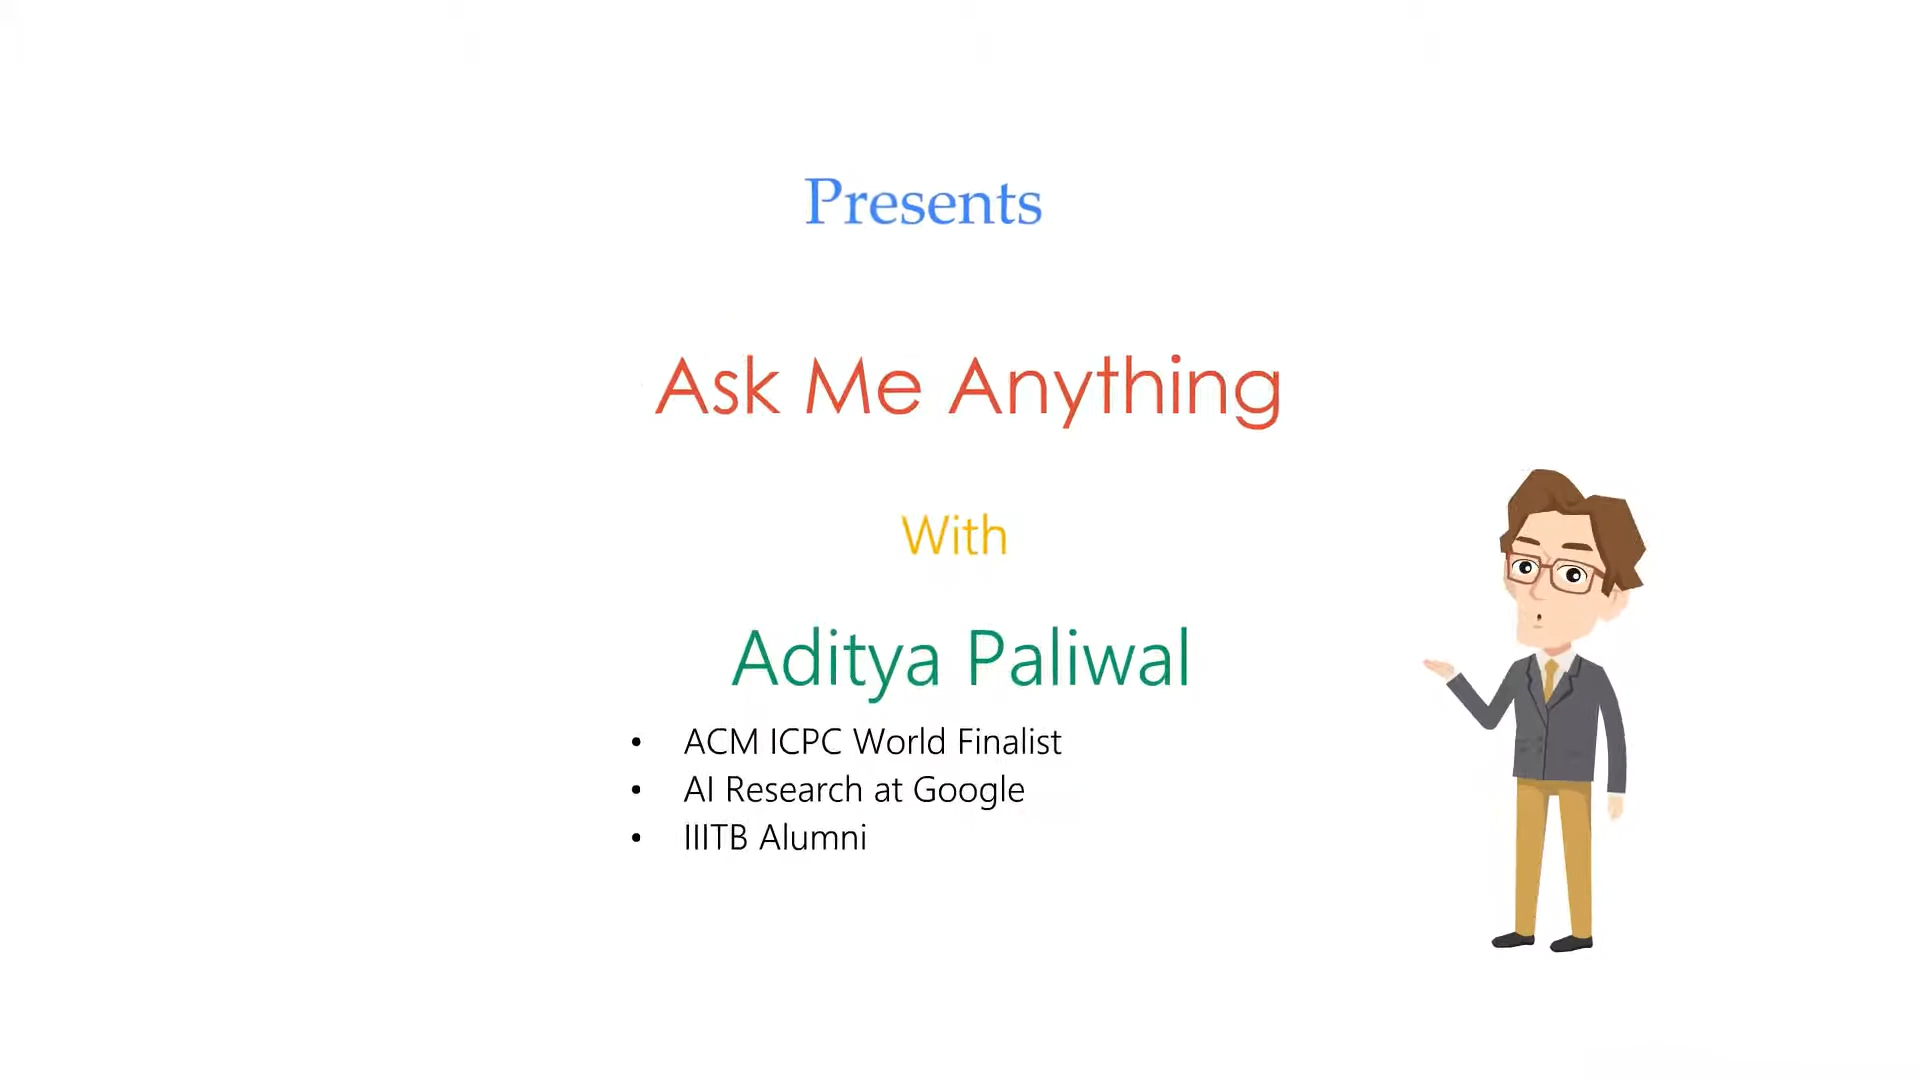 Presents
Ask Me Anything
With
Aditya Paliwal
• ACM ICPC World Finalist
• AI Research at Google
• IIITB Alumni